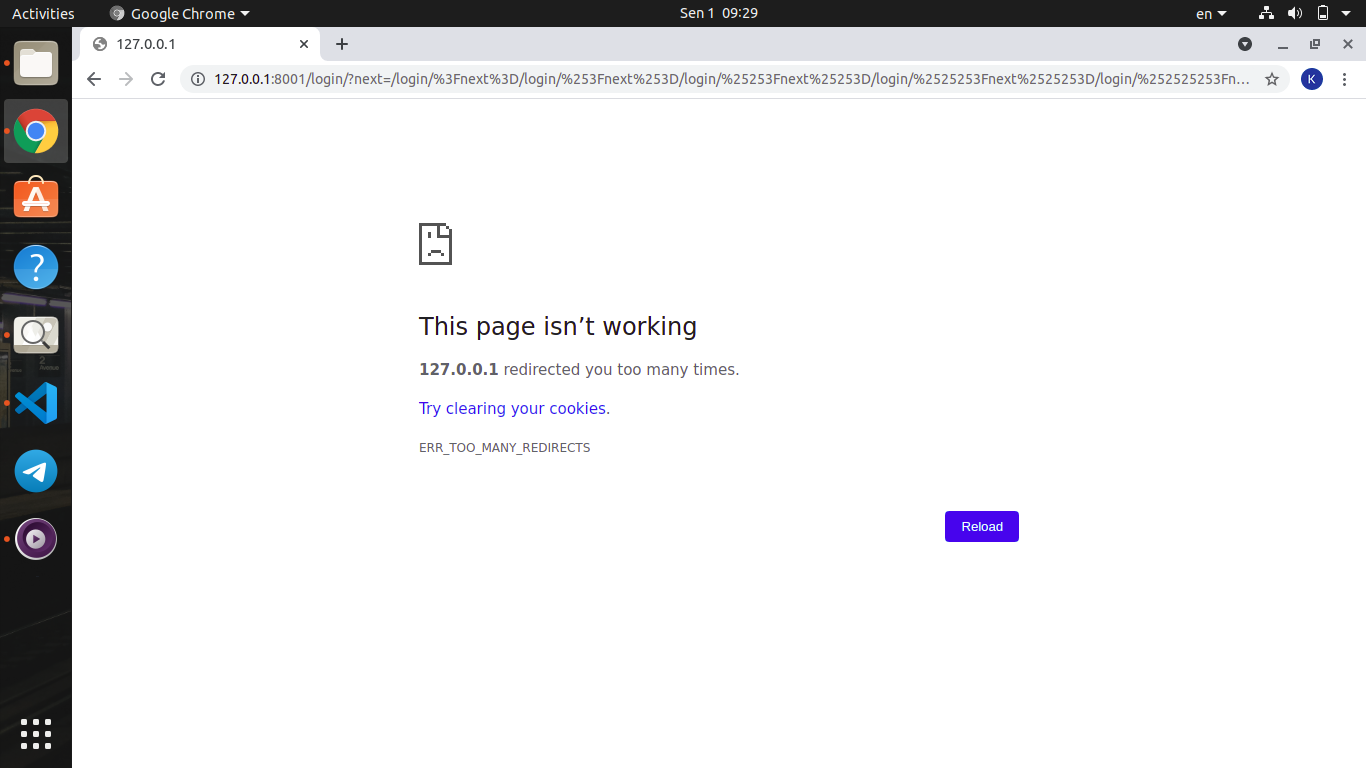 Activities
Google Chrome
Sen 1 09:29
en
127.0.0.1
127.0.0.1:8001/login/?next=/login/%3Fnext%3D/login/%253Fnext%253D/login/%25253Fnext%25253D/login/%2525253Fnext%2525253D/login/%252525253Fn...
K
This page isn’t working
127.0.0.1 redirected you too many times.
Try clearing your cookies.
ERR_TOO_MANY_REDIRECTS
Reload